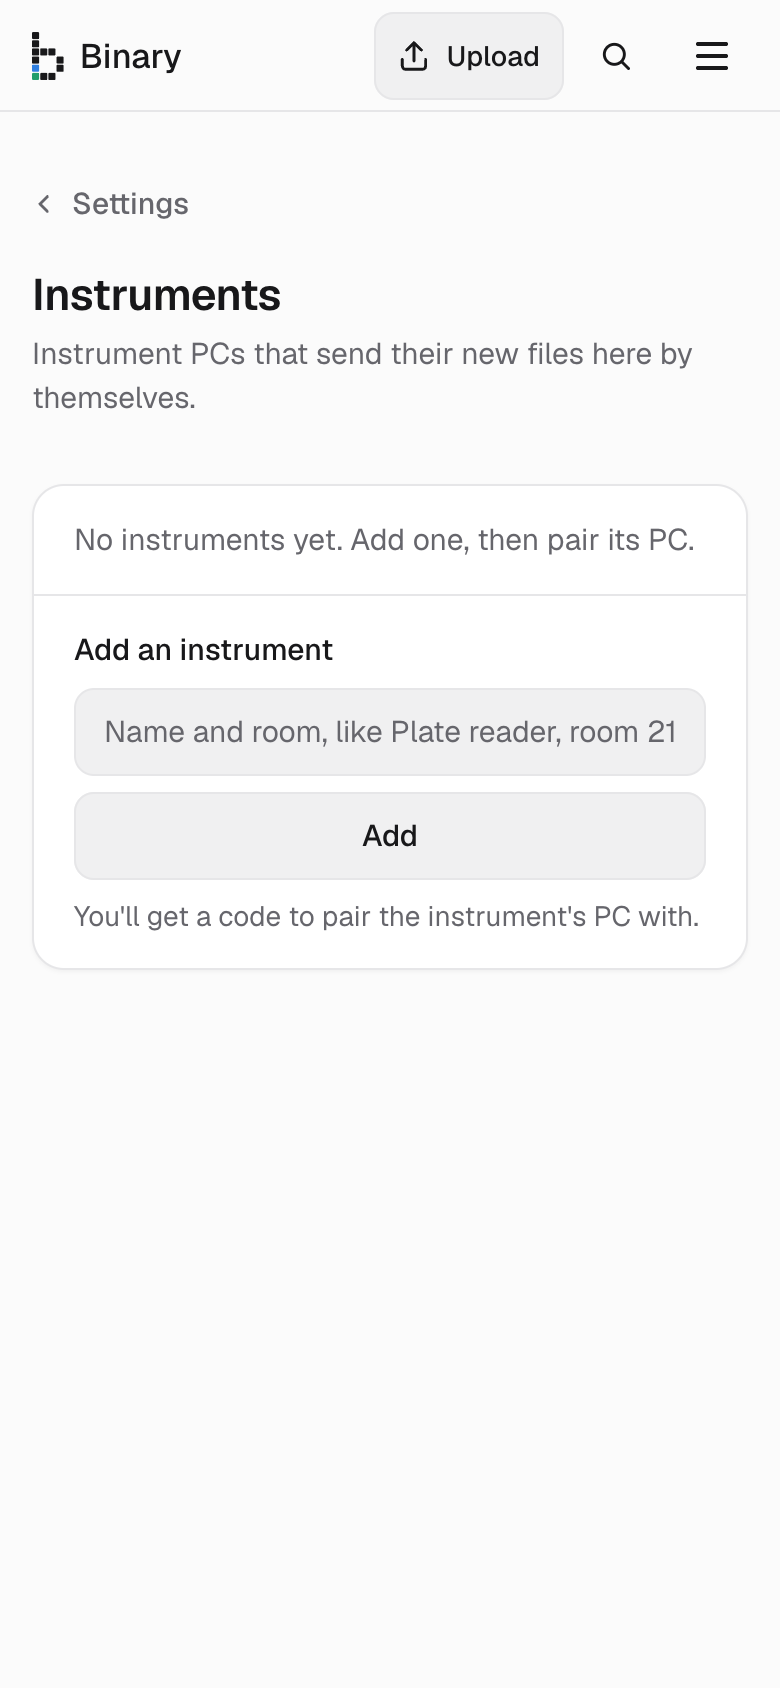 Binary
Upload
Settings
Instruments
Instrument PCs that send their new files here by
themselves.
No instruments yet. Add one, then pair its PC.
Add an instrument
Name and room, like Plate reader, room 21
Add
You'll get a code to pair the instrument's PC with.